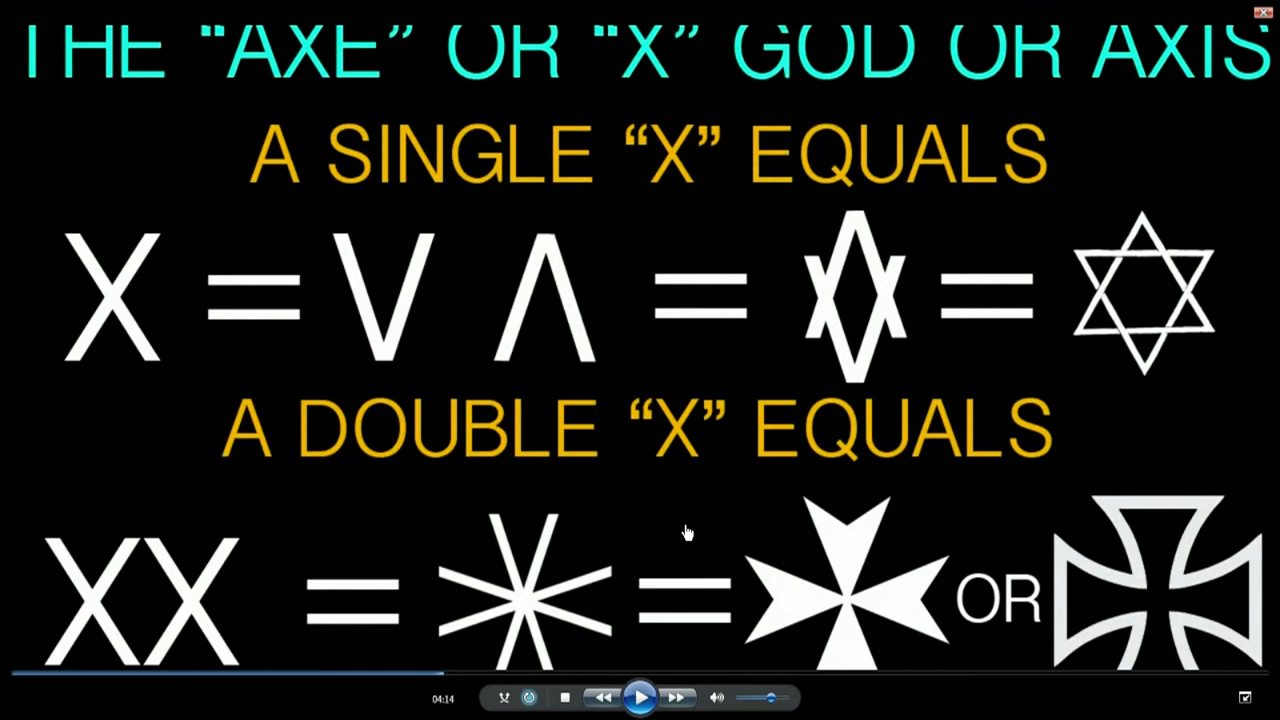 THE “AXE” OR “X” GOD OR AXIS
A SINGLE “X” EQUALS
X = V Λ = =
A DOUBLE “X” EQUALS
XX = = OR
04:14